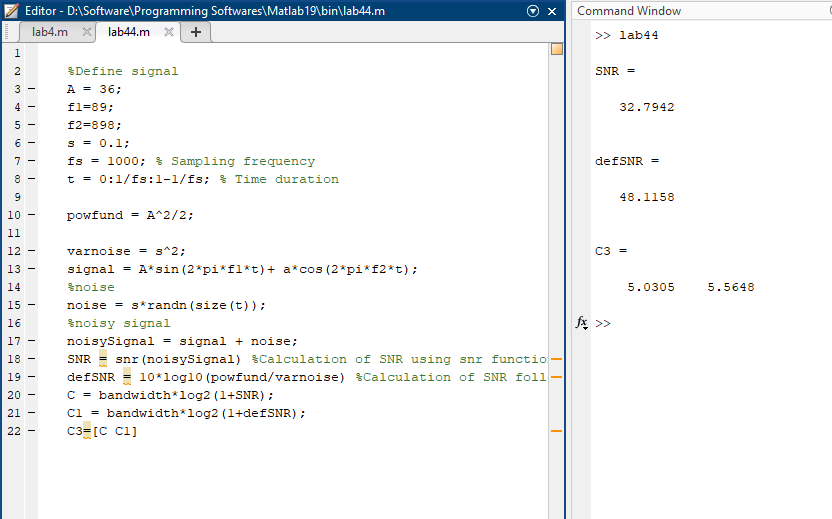 Editor - D:\Software\Programming Softwares\Matlab19\bin\lab44.m
lab4.m
lab44.m
1
2 %Define signal
3 A = 36;
4 f1=89;
5 f2=898;
6 s = 0.1;
7 fs = 1000; % Sampling frequency
8 t = 0:1/fs:1-1/fs; % Time duration
9
10 powfund = A^2/2;
11
12 varnoise = s^2;
13 signal = A*sin(2*pi*f1*t)+ a*cos(2*pi*f2*t);
14 %noise
15 noise = s*randn(size(t));
16 %noisy signal
17 noisySignal = signal + noise;
18 SNR = snr(noisySignal) %Calculation of SNR using snr functio
19 defSNR = 10*log10(powfund/varnoise) %Calculation of SNR foll
20 C = bandwidth*log2(1+SNR);
21 C1 = bandwidth*log2(1+defSNR);
22 C3=[C C1]
Command Window
>> lab44
SNR =
32.7942
defSNR =
48.1158
C3 =
5.0305 5.5648
fx >>